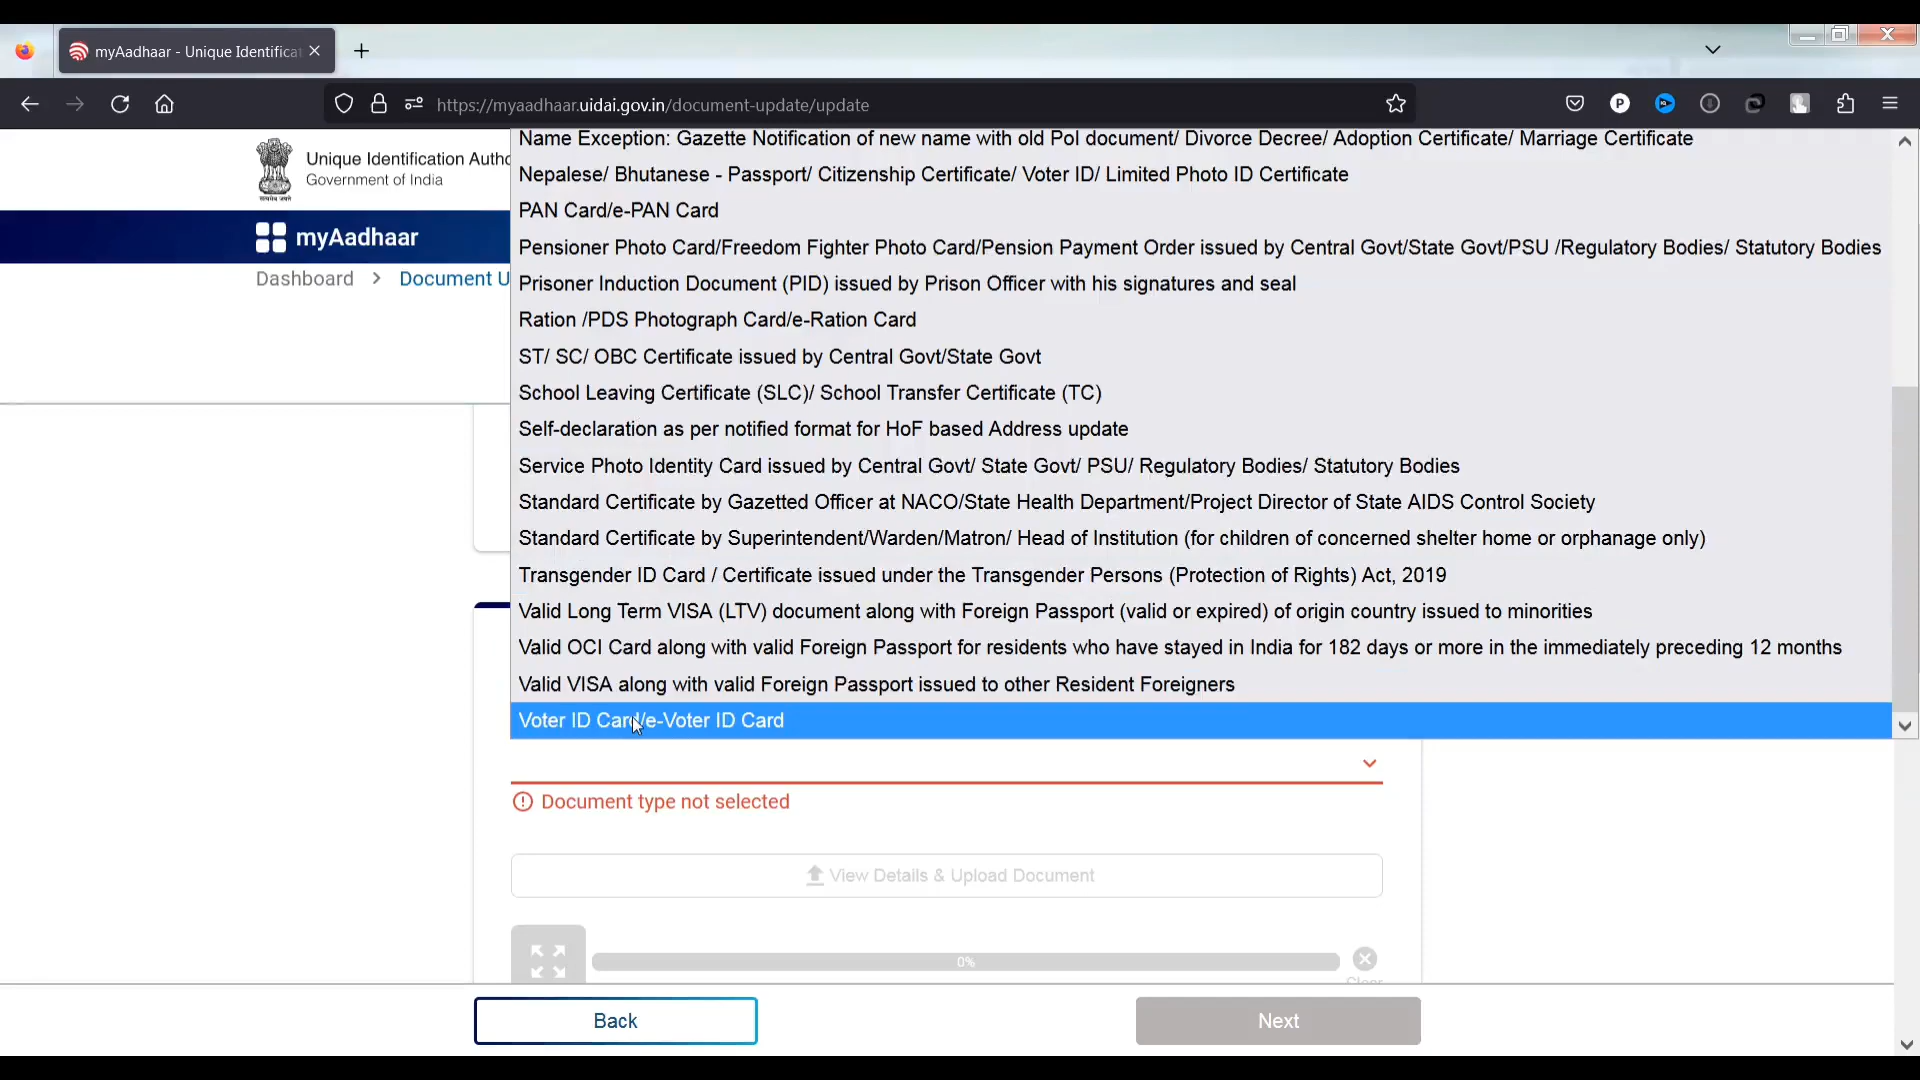 myAadhaar - Unique Identificat
https://myaadhaar.uidai.gov.in/document-update/update
P
Unique Identification Autho
Government of India
सत्यमेव जयते
myAadhaar
Dashboard > Document U
Name Exception: Gazette Notification of new name with old PoI document/ Divorce Decree/ Adoption Certificate/ Marriage Certificate
Nepalese/ Bhutanese - Passport/ Citizenship Certificate/ Voter ID/ Limited Photo ID Certificate
PAN Card/e-PAN Card
Pensioner Photo Card/Freedom Fighter Photo Card/Pension Payment Order issued by Central Govt/State Govt/PSU /Regulatory Bodies/ Statutory Bodies
Prisoner Induction Document (PID) issued by Prison Officer with his signatures and seal
Ration /PDS Photograph Card/e-Ration Card
ST/ SC/ OBC Certificate issued by Central Govt/State Govt
School Leaving Certificate (SLC)/ School Transfer Certificate (TC)
Self-declaration as per notified format for HoF based Address update
Service Photo Identity Card issued by Central Govt/ State Govt/ PSU/ Regulatory Bodies/ Statutory Bodies
Standard Certificate by Gazetted Officer at NACO/State Health Department/Project Director of State AIDS Control Society
Standard Certificate by Superintendent/Warden/Matron/ Head of Institution (for children of concerned shelter home or orphanage only)
Transgender ID Card / Certificate issued under the Transgender Persons (Protection of Rights) Act, 2019
Valid Long Term VISA (LTV) document along with Foreign Passport (valid or expired) of origin country issued to minorities
Valid OCI Card along with valid Foreign Passport for residents who have stayed in India for 182 days or more in the immediately preceding 12 months
Valid VISA along with valid Foreign Passport issued to other Resident Foreigners
Voter ID Card/e-Voter ID Card
Document type not selected
View Details & Upload Document
0%
Clear
Back
Next